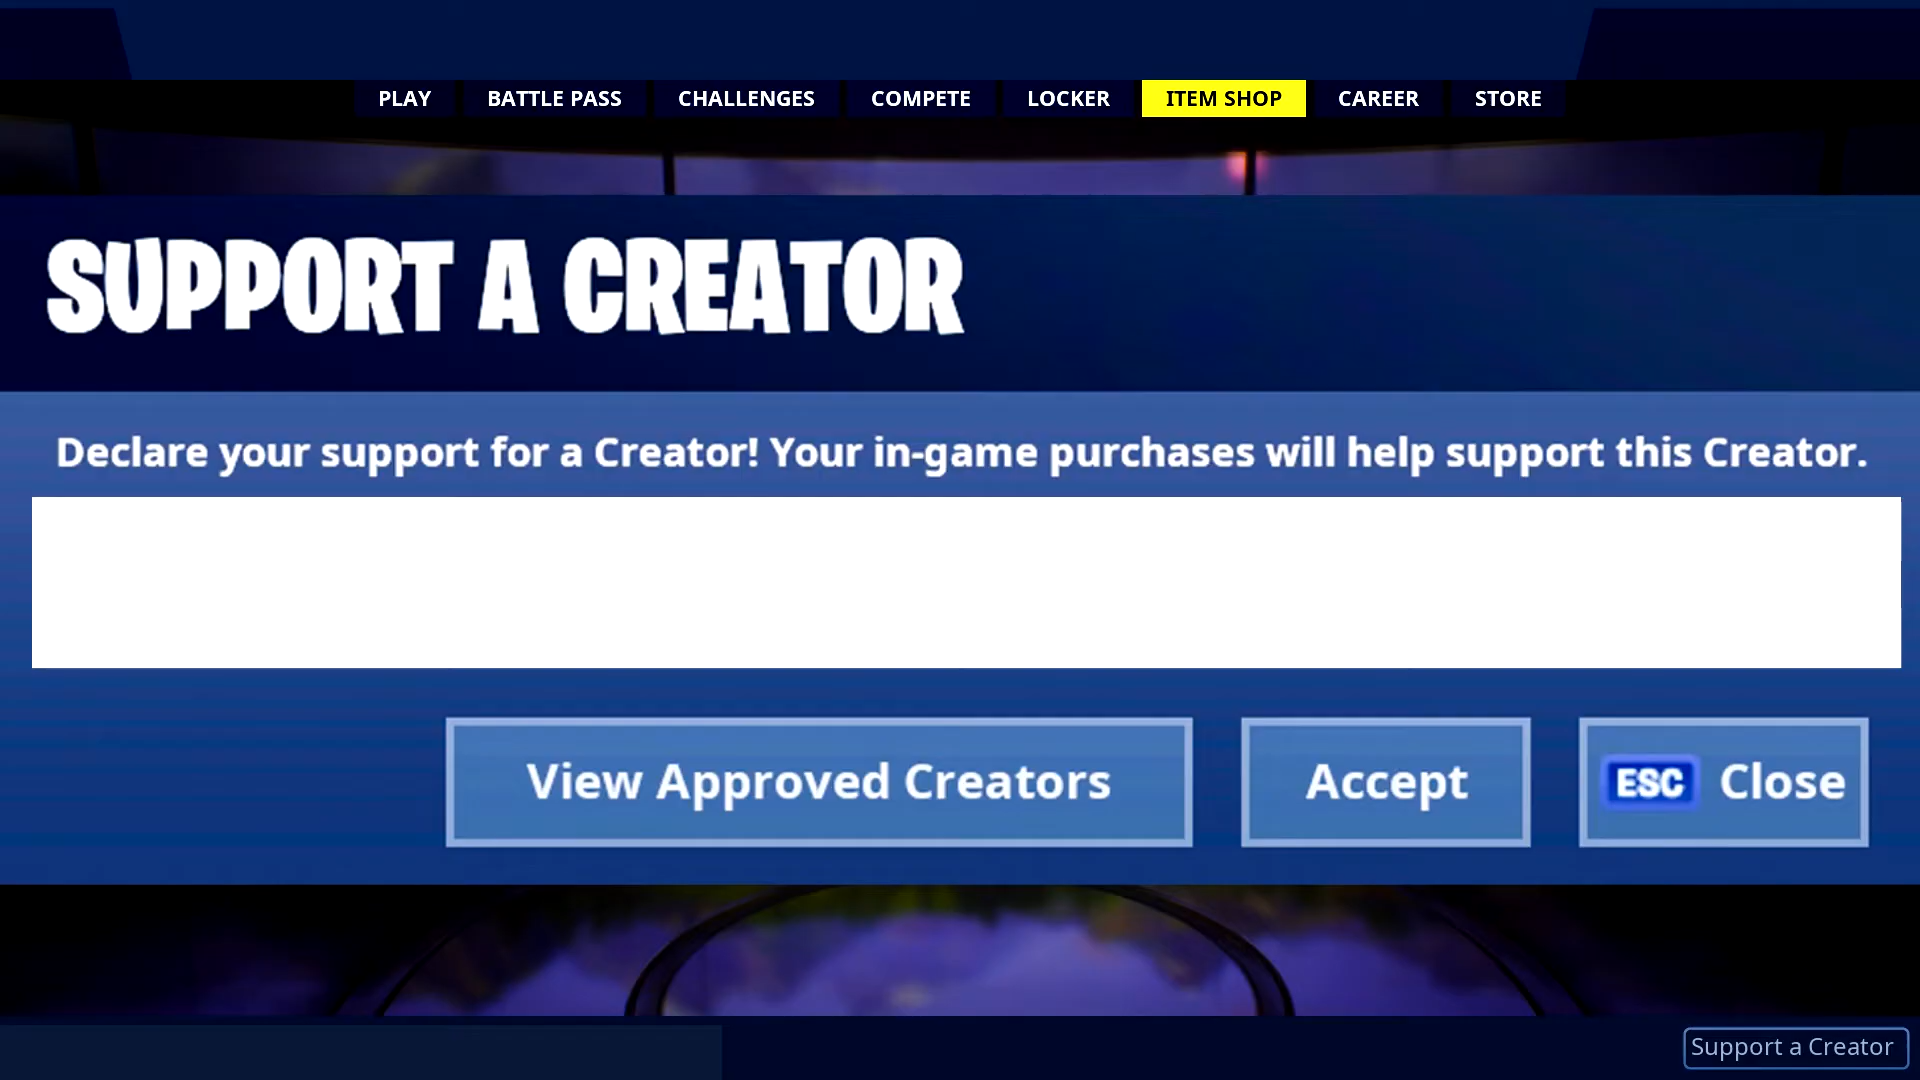 PLAY BATTLE PASS CHALLENGES COMPETE LOCKER ITEM SHOP CAREER STORE
SUPPORT A CREATOR
Declare your support for a Creator! Your in-game purchases will help support this Creator.
View Approved Creators Accept ESC Close
Support a Creator